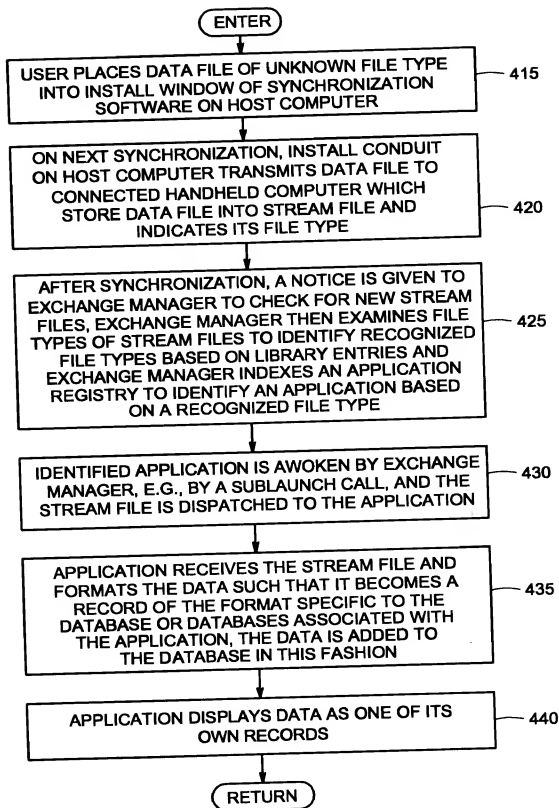 ENTER
USER PLACES DATA FILE OF UNKNOWN FILE TYPE
INTO INSTALL WINDOW OF SYNCHRONIZATION
SOFTWARE ON HOST COMPUTER
415
ON NEXT SYNCHRONIZATION, INSTALL CONDUIT
ON HOST COMPUTER TRANSMITS DATA FILE TO
CONNECTED HANDHELD COMPUTER WHICH
STORE DATA FILE INTO STREAM FILE AND
INDICATES ITS FILE TYPE
420
AFTER SYNCHRONIZATION, A NOTICE IS GIVEN TO
EXCHANGE MANAGER TO CHECK FOR NEW STREAM
FILES, EXCHANGE MANAGER THEN EXAMINES FILE
TYPES OF STREAM FILES TO IDENTIFY RECOGNIZED
FILE TYPES BASED ON LIBRARY ENTRIES AND
EXCHANGE MANAGER INDEXES AN APPLICATION
REGISTRY TO IDENTIFY AN APPLICATION BASED
ON A RECOGNIZED FILE TYPE
425
IDENTIFIED APPLICATION IS AWOKEN BY EXCHANGE
MANAGER, E.G., BY A SUBLAUNCH CALL, AND THE
STREAM FILE IS DISPATCHED TO THE APPLICATION
430
APPLICATION RECEIVES THE STREAM FILE AND
FORMATS THE DATA SUCH THAT IT BECOMES A
RECORD OF THE FORMAT SPECIFIC TO THE
DATABASE OR DATABASES ASSOCIATED WITH
THE APPLICATION, THE DATA IS ADDED TO
THE DATABASE IN THIS FASHION
435
APPLICATION DISPLAYS DATA AS ONE OF ITS
OWN RECORDS
440
RETURN